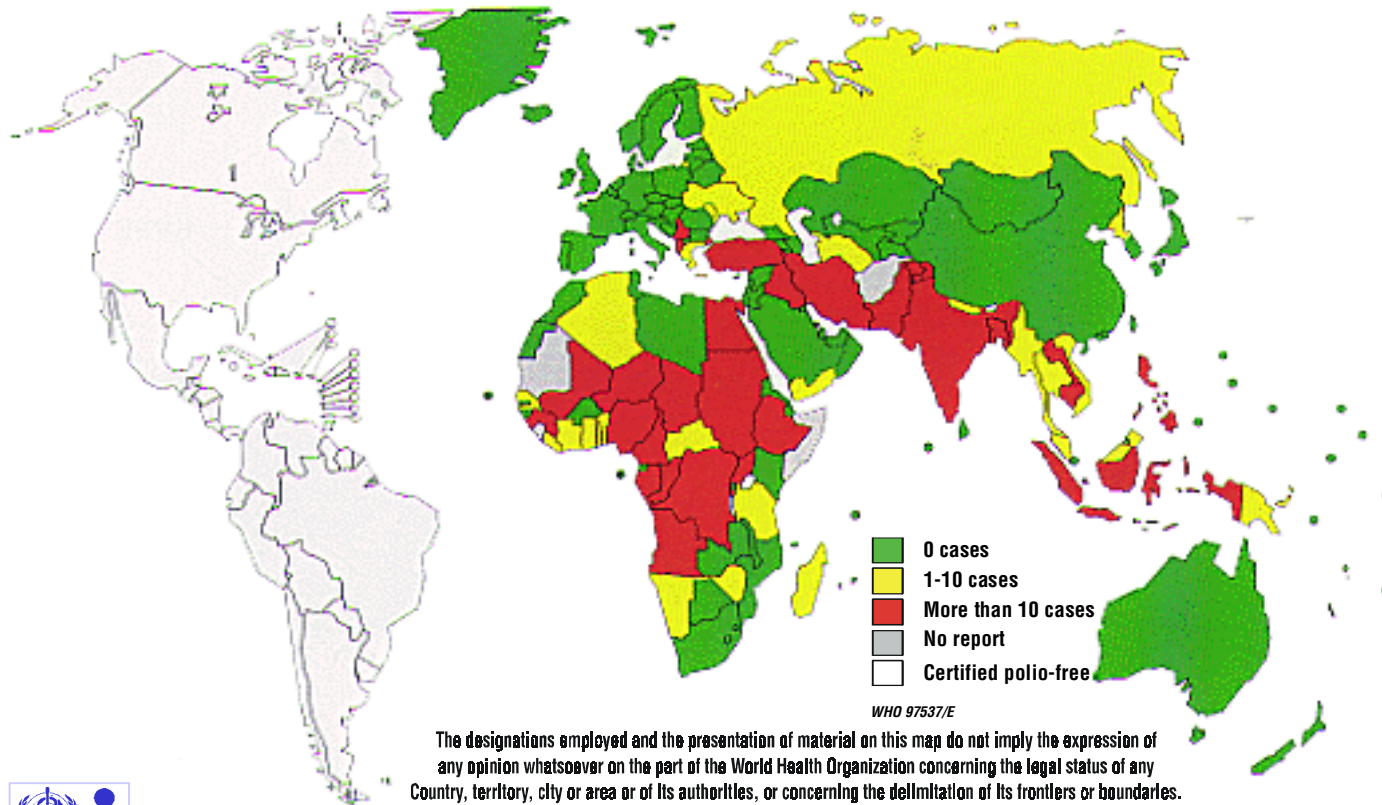 0 cases
1-10 cases
More than 10 cases
No report
Certified polio-free
WHO 97537/E
The designations employed and the presentation of material on this map do not imply the expression of
any opinion whatsoever on the part of the World Health Organization concerning the legal status of any
Country, territory, city or area or of its authorities, or concerning the delimitation of its frontiers or boundaries.